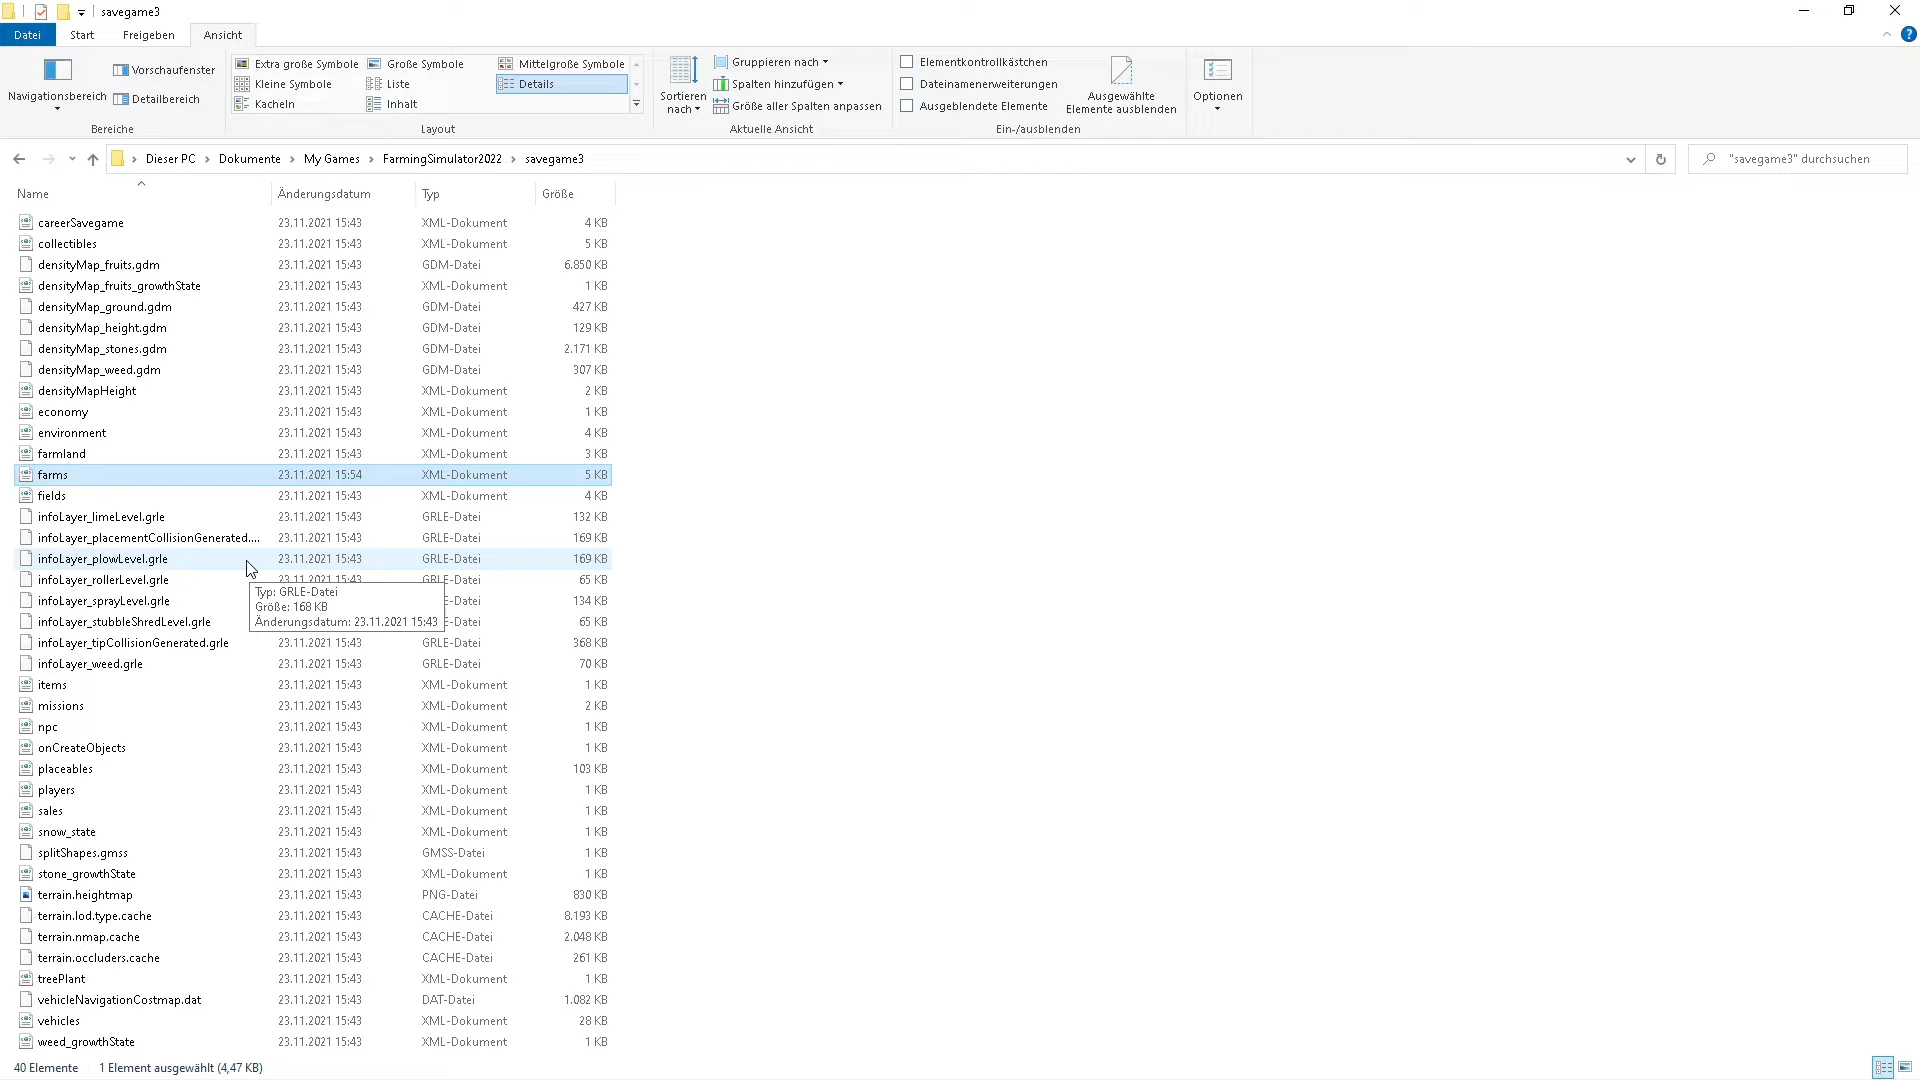 savegame3
Datei Start Freigeben Ansicht
Navigationsbereich
Vorschaufenster
Detailbereich
Bereiche
Extra große Symbole Große Symbole Mittelgroße Symbole
Kleine Symbole Liste Details
Kacheln Inhalt
Layout
Sortieren nach
Gruppieren nach
Spalten hinzufügen
Größe aller Spalten anpassen
Aktuelle Ansicht
Elementkontrollkästchen
Dateinamenerweiterungen
Ausgeblendete Elemente
Ausgewählte
Elemente ausblenden
Ein-/ausblenden
Optionen
Dieser PC Dokumente My Games FarmingSimulator2022 savegame3
"savegame3" durchsuchen
Name Änderungsdatum Typ Größe
careerSavegame 23.11.2021 15:43 XML-Dokument 4 KB
collectibles 23.11.2021 15:43 XML-Dokument 5 KB
densityMap_fruits.gdm 23.11.2021 15:43 GDM-Datei 6.850 KB
densityMap_fruits_growthState 23.11.2021 15:43 XML-Dokument 1 KB
densityMap_ground.gdm 23.11.2021 15:43 GDM-Datei 427 KB
densityMap_height.gdm 23.11.2021 15:43 GDM-Datei 129 KB
densityMap_stones.gdm 23.11.2021 15:43 GDM-Datei 2.171 KB
densityMap_weed.gdm 23.11.2021 15:43 GDM-Datei 307 KB
densityMapHeight 23.11.2021 15:43 XML-Dokument 2 KB
economy 23.11.2021 15:43 XML-Dokument 1 KB
environment 23.11.2021 15:43 XML-Dokument 4 KB
farmland 23.11.2021 15:43 XML-Dokument 3 KB
farms 23.11.2021 15:54 XML-Dokument 5 KB
fields 23.11.2021 15:43 XML-Dokument 4 KB
infoLayer_limeLevel.grle 23.11.2021 15:43 GRLE-Datei 132 KB
infoLayer_placementCollisionGenerated.... 23.11.2021 15:43 GRLE-Datei 169 KB
infoLayer_plowLevel.grle 23.11.2021 15:43 GRLE-Datei 169 KB
infoLayer_rollerLevel.grle 23.11.2021 15:43 GRLE-Datei 65 KB
infoLayer_sprayLevel.grle E-Datei 134 KB
infoLayer_stubbleShredLevel.grle E-Datei 65 KB
Typ: GRLE-Datei
Größe: 168 KB
Änderungsdatum: 23.11.2021 15:43
infoLayer_tipCollisionGenerated.grle 23.11.2021 15:43 GRLE-Datei 368 KB
infoLayer_weed.grle 23.11.2021 15:43 GRLE-Datei 70 KB
items 23.11.2021 15:43 XML-Dokument 1 KB
missions 23.11.2021 15:43 XML-Dokument 2 KB
npc 23.11.2021 15:43 XML-Dokument 1 KB
onCreateObjects 23.11.2021 15:43 XML-Dokument 1 KB
placeables 23.11.2021 15:43 XML-Dokument 103 KB
players 23.11.2021 15:43 XML-Dokument 1 KB
sales 23.11.2021 15:43 XML-Dokument 1 KB
snow_state 23.11.2021 15:43 XML-Dokument 1 KB
splitShapes.gmss 23.11.2021 15:43 GMSS-Datei 1 KB
stone_growthState 23.11.2021 15:43 XML-Dokument 1 KB
terrain.heightmap 23.11.2021 15:43 PNG-Datei 830 KB
terrain.lod.type.cache 23.11.2021 15:43 CACHE-Datei 8.193 KB
terrain.nmap.cache 23.11.2021 15:43 CACHE-Datei 2.048 KB
terrain.occluders.cache 23.11.2021 15:43 CACHE-Datei 261 KB
treePlant 23.11.2021 15:43 XML-Dokument 1 KB
vehicleNavigationCostmap.dat 23.11.2021 15:43 DAT-Datei 1.082 KB
vehicles 23.11.2021 15:43 XML-Dokument 28 KB
weed_growthState 23.11.2021 15:43 XML-Dokument 1 KB
40 Elemente 1 Element ausgewählt (4,47 KB)